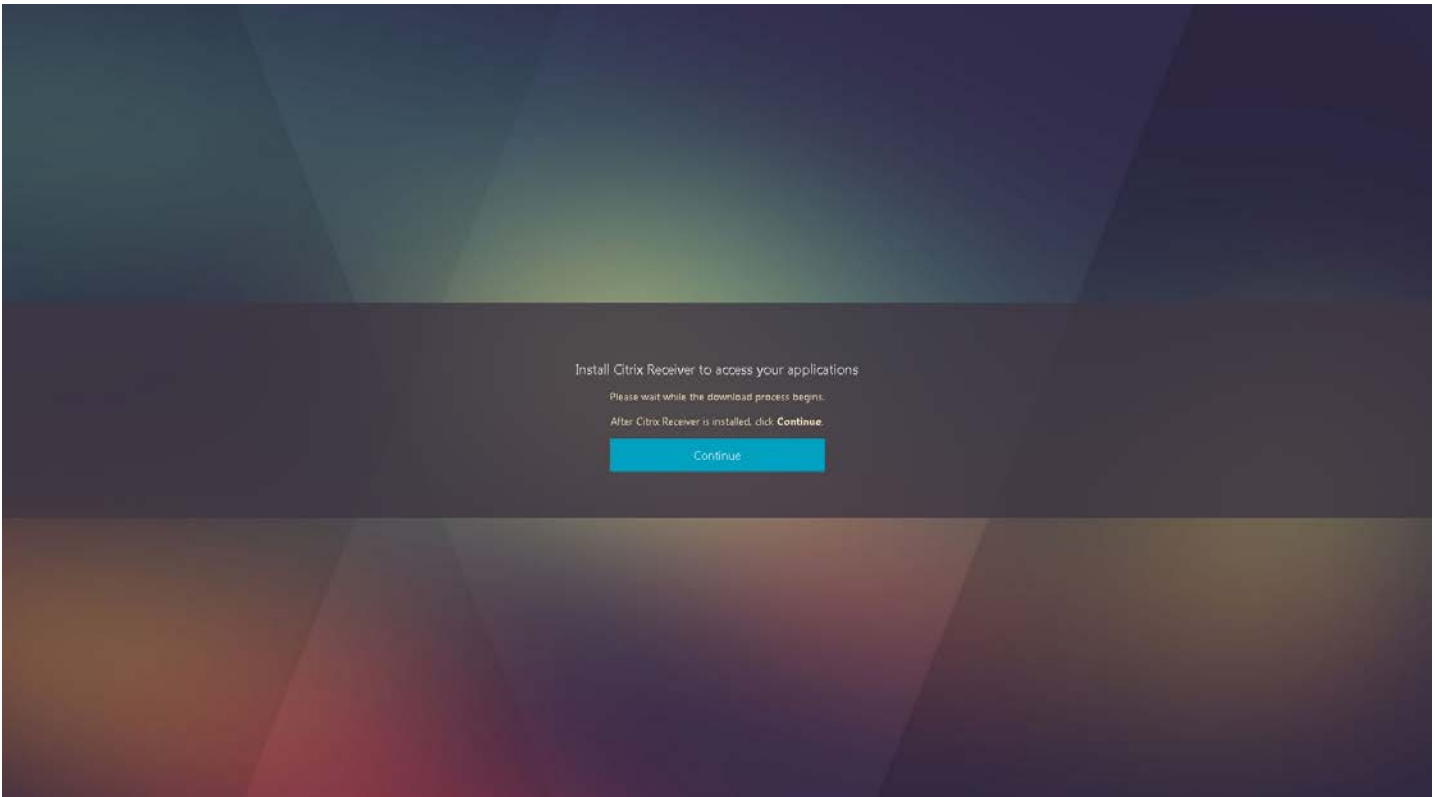 Install Citrix Receiver to access your applications
Please wait while the download process begins.
After Citrix Receiver is installed, click Continue.
Continue